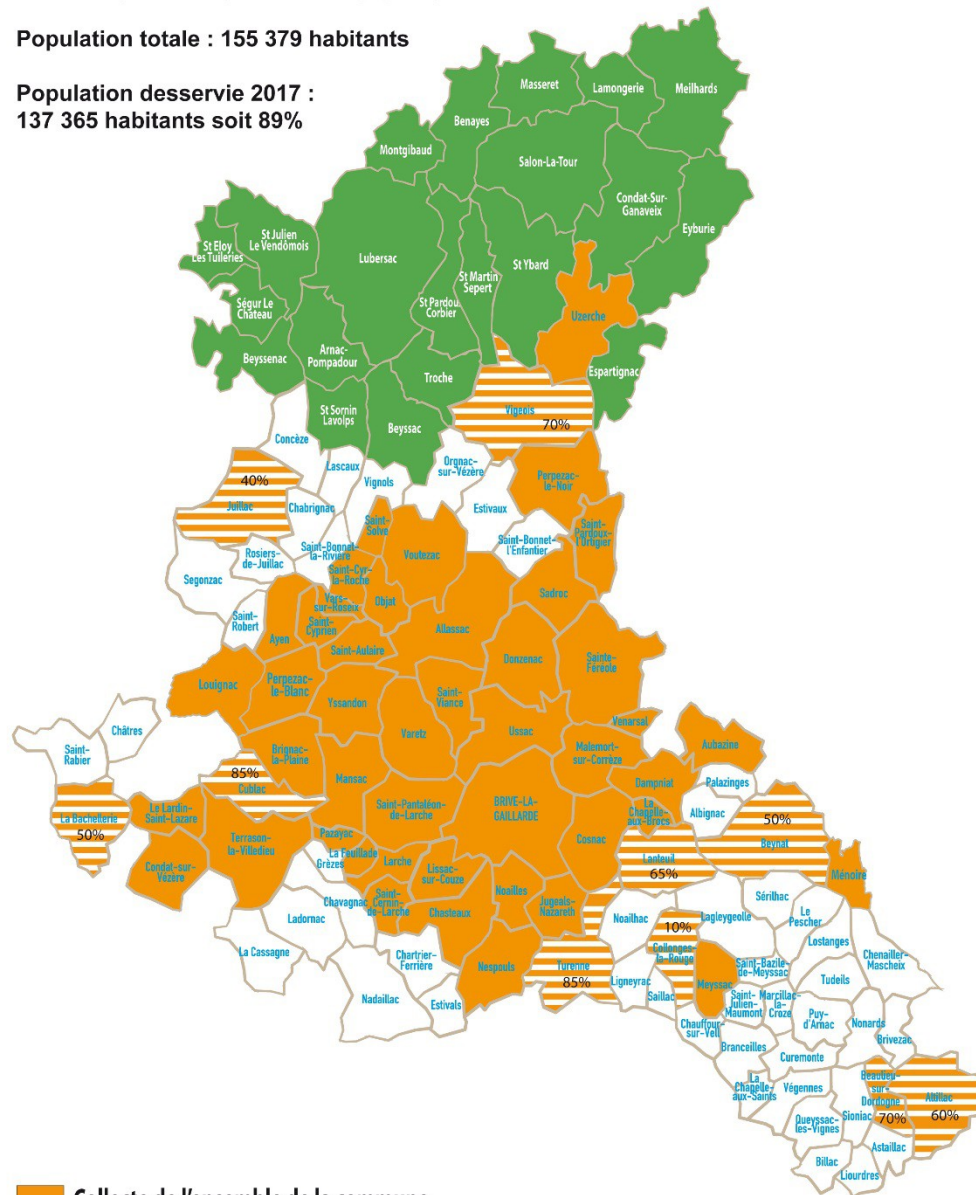 Population totale : 155 379 habitants
Population desservie 2017 :
137 365 habitants soit 89%
Masseret
Lamongerie
Meilhards
Benayes
Montgibaud
Salon-La-Tour
Condat-Sur-
Ganaveix
Eyburie
St Julien
Le Vendômois
St Eloy
Les Tuileries
Lubersac
St Ybard
St Martin
Sepert
Ségur Le
Château
St Pardoux
Corbier
Uzerche
Beyssenac
Arnac-
Pompadour
Troche
Espartignac
St Sornin
Lavolps
Beyssac
Vigeois
70%
Concèze
Orgnac-
sur-Vézère
Lascaux
Perpezac-
le-Noir
40%
Juillac
Vignols
Chabrignac
Estivaux
Saint-
Solve
Saint-
Pardoux-
l'Ortigier
Saint-Bonnet-
l'Enfantier
Saint-Bonnet-
la-Rivière
Rosiers-
de-Juillac
Voutezac
Segonzac
Saint-Cyr-
la-Roche
Sadroc
Vars-
sur-Roseix
Objat
Saint-
Robert
Saint-
Cyprien
Allassac
Ayen
Saint-Aulaire
Donzenac
Sainte-
Féréole
Louignac
Perpezac-
le-Blanc
Yssandon
Saint-
Viance
Venarsal
Ussac
Varetz
Châtres
Saint-
Rabier
Brignac-
la-Plaine
Malemort-
sur-Corrèze
Aubazine
85%
Cublac
Mansac
Dampniat
Palazinges
La Bachellerie
50%
Le Lardin-
Saint-Lazare
Saint-Pantaléon-
de-Larche
BRIVE-LA-
GAILLARDE
La
Chapelle-
aux-Brocs
Albignac
50%
Beynat
Terrason-
la-Villedieu
Pazayac
Cosnac
Lanteuil
65%
La Feuillade
Grèzes
Larche
Lissac-
sur-Couze
Ménoire
Condat-sur-
Vézère
Chavagnac
Saint-
Cernin-
de-Larche
Chasteaux
Noailles
Jugeals-
Nazareth
Sérilhac
Le
Pescher
Ladornac
Noailhac
10%
Lagleygeolle
Collonges-
la-Rouge
Lostanges
Chenailler-
Mascheix
La Cassagne
Chartrier-
Ferrière
Nespouls
Turenne
85%
Ligneyrac
Saillac
Meyssac
Saint-Bazile-
de-Meyssac
Tudeils
Nadaillac
Estivals
Saint-
Julien-
Maumont
Marcillac-
la-
Croze
Puy-
d'Arnac
Nonards
Brivezac
Chauffour-
sur-Vell
Branceilles
Curemonte
La
Chapelle-
aux-Saints
Végennes
Beaulieu-
sur-
Dordogne
70%
Altillac
60%
Queyssac-
les-Vignes
Sioniac
Astaillac
Billac
Liourdres
Collecte de l'ensemble de la commune